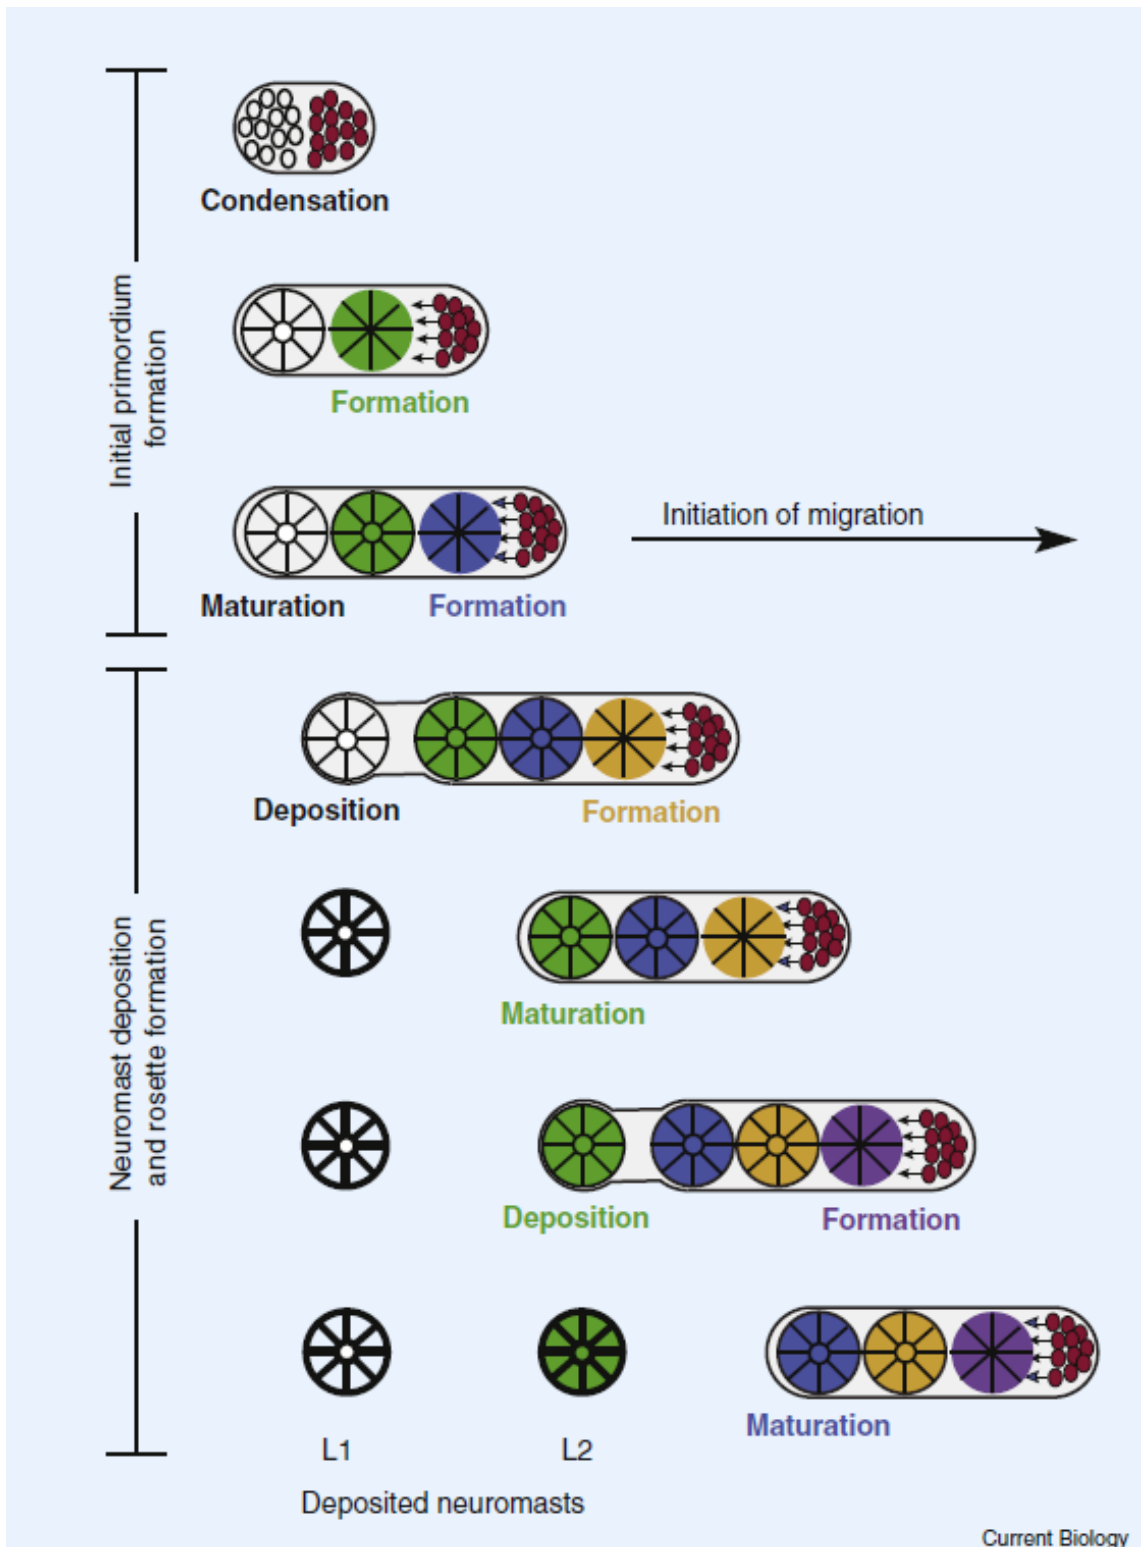 Condensation
Initial primordium
formation
Formation
Initiation of migration
Maturation
Formation
Deposition
Formation
Neuromast deposition
and rosette formation
Maturation
Deposition
Formation
Maturation
L1
L2
Deposited neuromasts
Current Biology